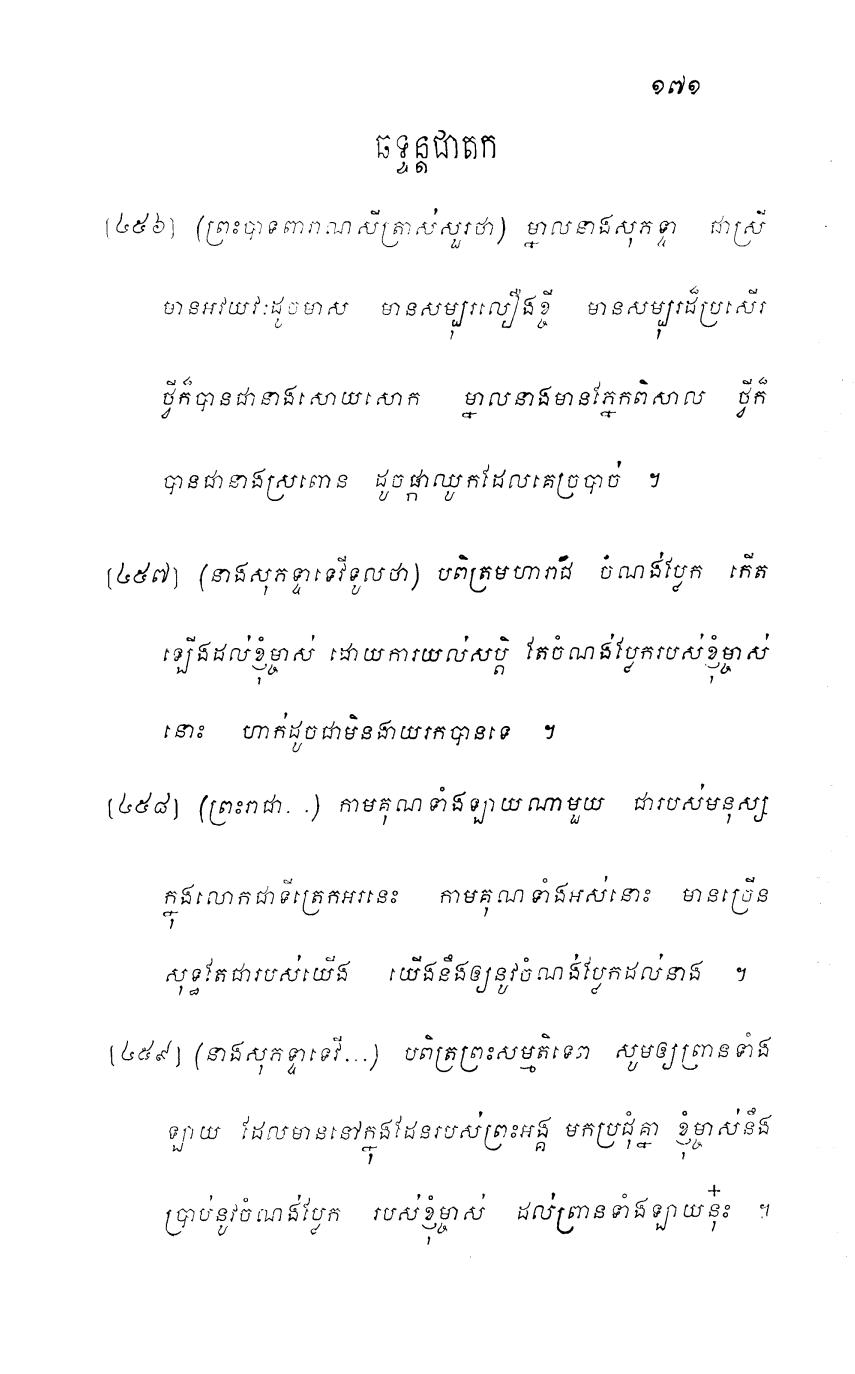 ១៧១
ឆទ្ទន្តជាតក
[៤៥៦] (ព្រះបាទពារាណសីត្រាស់សួរថា) ម្នាលនាងសុភទ្ទា ជាស្រី
មានអវយវៈដូចមាស មានសម្បុរលឿងខ្ចី មានសម្បុរដ៏ប្រសើរ
ថ្វីក៏បានជានាងសោយសោក ម្នាលនាងមានភ្នែកពិសាល ថ្វីក៏
បានជានាងស្រពោន ដូចផ្កាឈូកដែលគេច្របាច់ ។
[៤៥៧] (នាងសុភទ្ទាទេវីទូលថា) បពិត្រមហារាជ ចំណង់ប្លែក កើត
ឡើងដល់ខ្ញុំម្ចាស់ ដោយការយល់សប្តិ តែចំណង់ប្លែករបស់ខ្ញុំម្ចាស់
នោះ ហាក់ដូចជាមិនងាយរកបានទេ ។
[៤៥៨] (ព្រះរាជា..) កាមគុណទាំងឡាយណាមួយ ជារបស់មនុស្ស
ក្នុងលោកជាទីត្រេកអរនេះ កាមគុណទាំងអស់នោះ មានច្រើន
សុទ្ធតែជារបស់យើង យើងនឹងឲ្យនូវចំណង់ប្លែកដល់នាង ។
[៤៥៩] (នាងសុភទ្ទាទេវី...) បពិត្រព្រះសម្មតិទេព សូមឲ្យព្រានទាំង
ឡាយ ដែលមាននៅក្នុងដែនរបស់ព្រះអង្គ មកប្រជុំគ្នា ខ្ញុំម្ចាស់នឹង
ប្រាប់នូវចំណង់ប្លែក របស់ខ្ញុំម្ចាស់ ដល់ព្រានទាំងឡាយនុ៎ះ ។